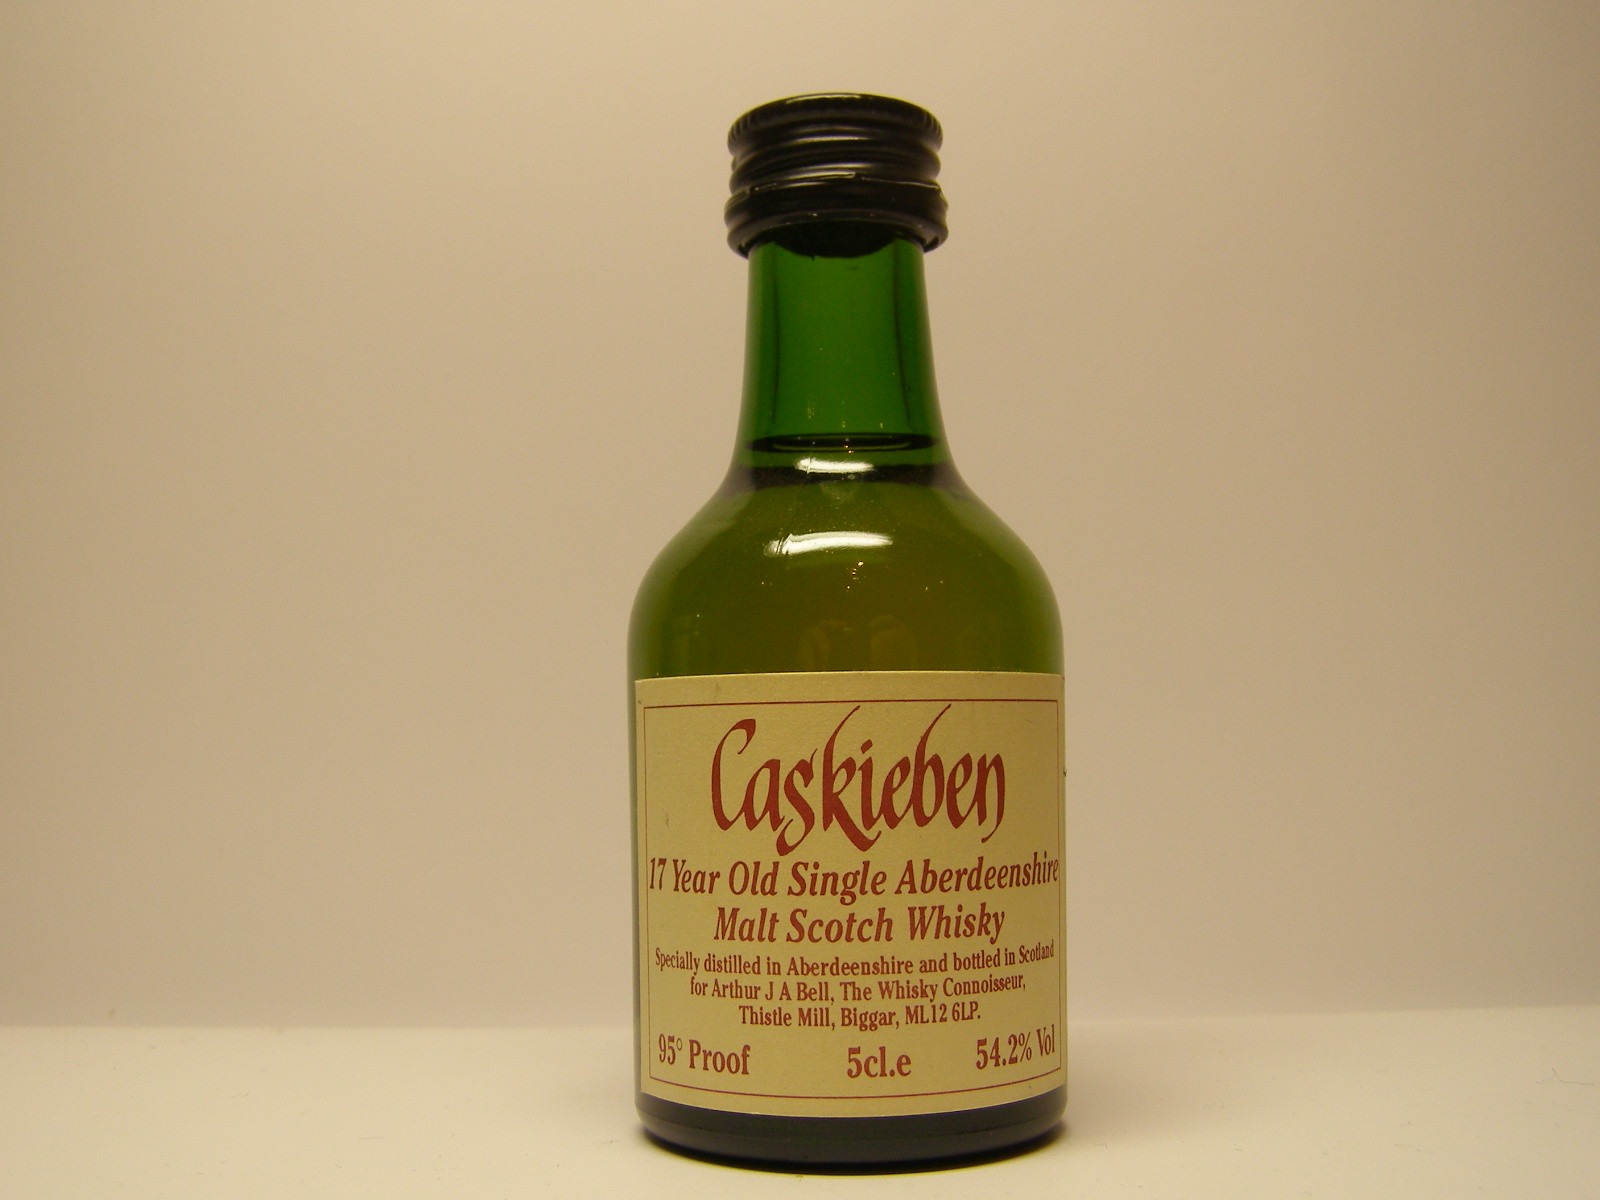 Caskieben
17 Year Old Single Aberdeenshire
Malt Scotch Whisky
Specially distilled in Aberdeenshire and bottled in Scotland
for Arthur J A Bell, The Whisky Connoisseur,
Thistle Mill, Biggar, ML12 6LP.
95° Proof 5cl.e 54.2% Vol